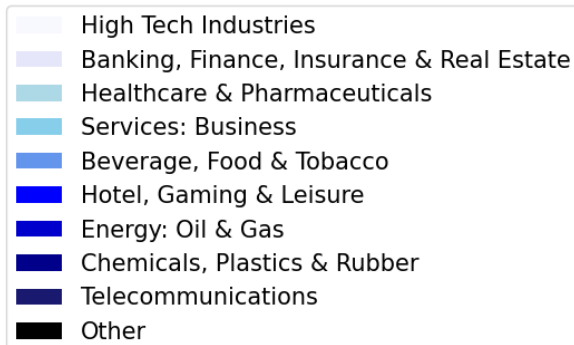 High Tech Industries
Banking, Finance, Insurance & Real Estate
Healthcare & Pharmaceuticals
Services: Business
Beverage, Food & Tobacco
Hotel, Gaming & Leisure
Energy: Oil & Gas
Chemicals, Plastics & Rubber
Telecommunications
Other